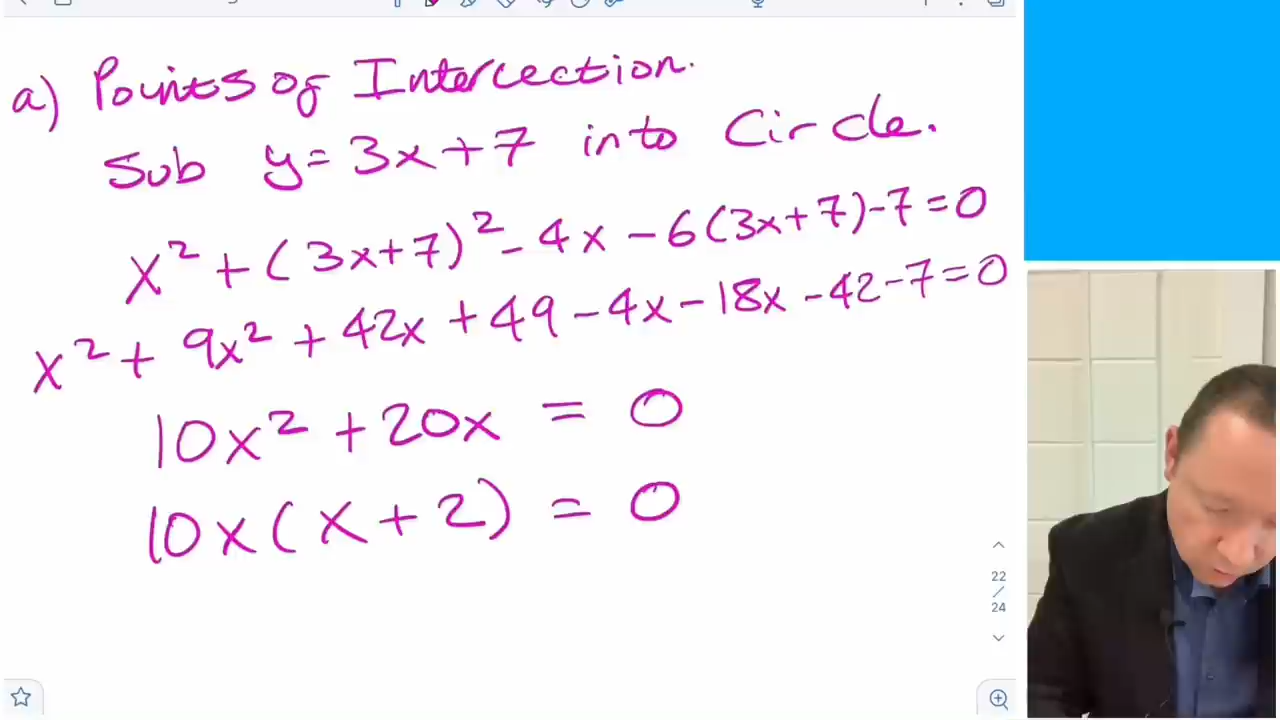 a) Points of Intercection.
Sub y=3x+7 into Circle.
x² + (3x+7)² - 4x - 6(3x+7)-7=0
x² + 9x² + 42x + 49 - 4x - 18x - 42-7=0
10x² + 20x = 0
10x(x+2) = 0
22
/
24